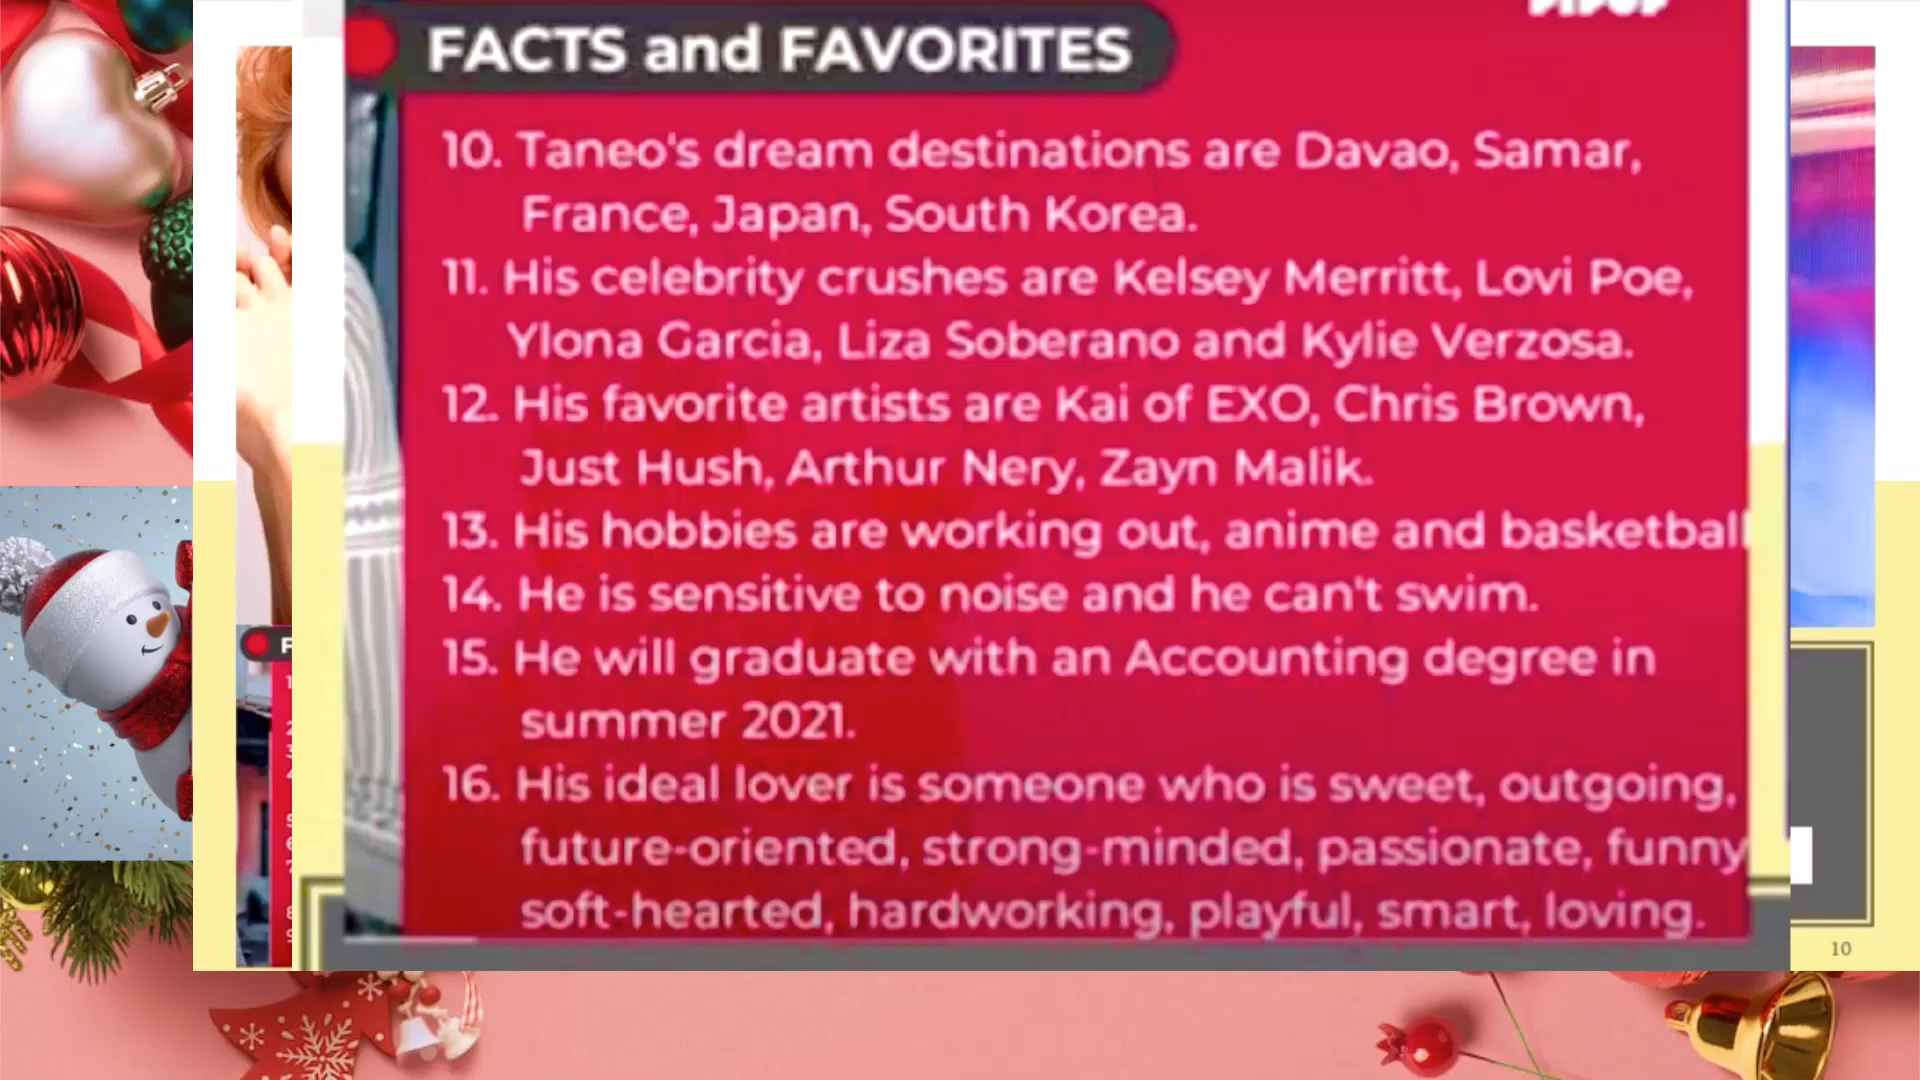 FACTS and FAVORITES
10. Taneo's dream destinations are Davao, Samar,
France, Japan, South Korea.
11. His celebrity crushes are Kelsey Merritt, Lovi Poe,
Ylona Garcia, Liza Soberano and Kylie Verzosa.
12. His favorite artists are Kai of EXO, Chris Brown,
Just Hush, Arthur Nery, Zayn Malik.
13. His hobbies are working out, anime and basketball
14. He is sensitive to noise and he can't swim.
15. He will graduate with an Accounting degree in
summer 2021.
16. His ideal lover is someone who is sweet, outgoing,
future-oriented, strong-minded, passionate, funny
soft-hearted, hardworking, playful, smart, loving.
10